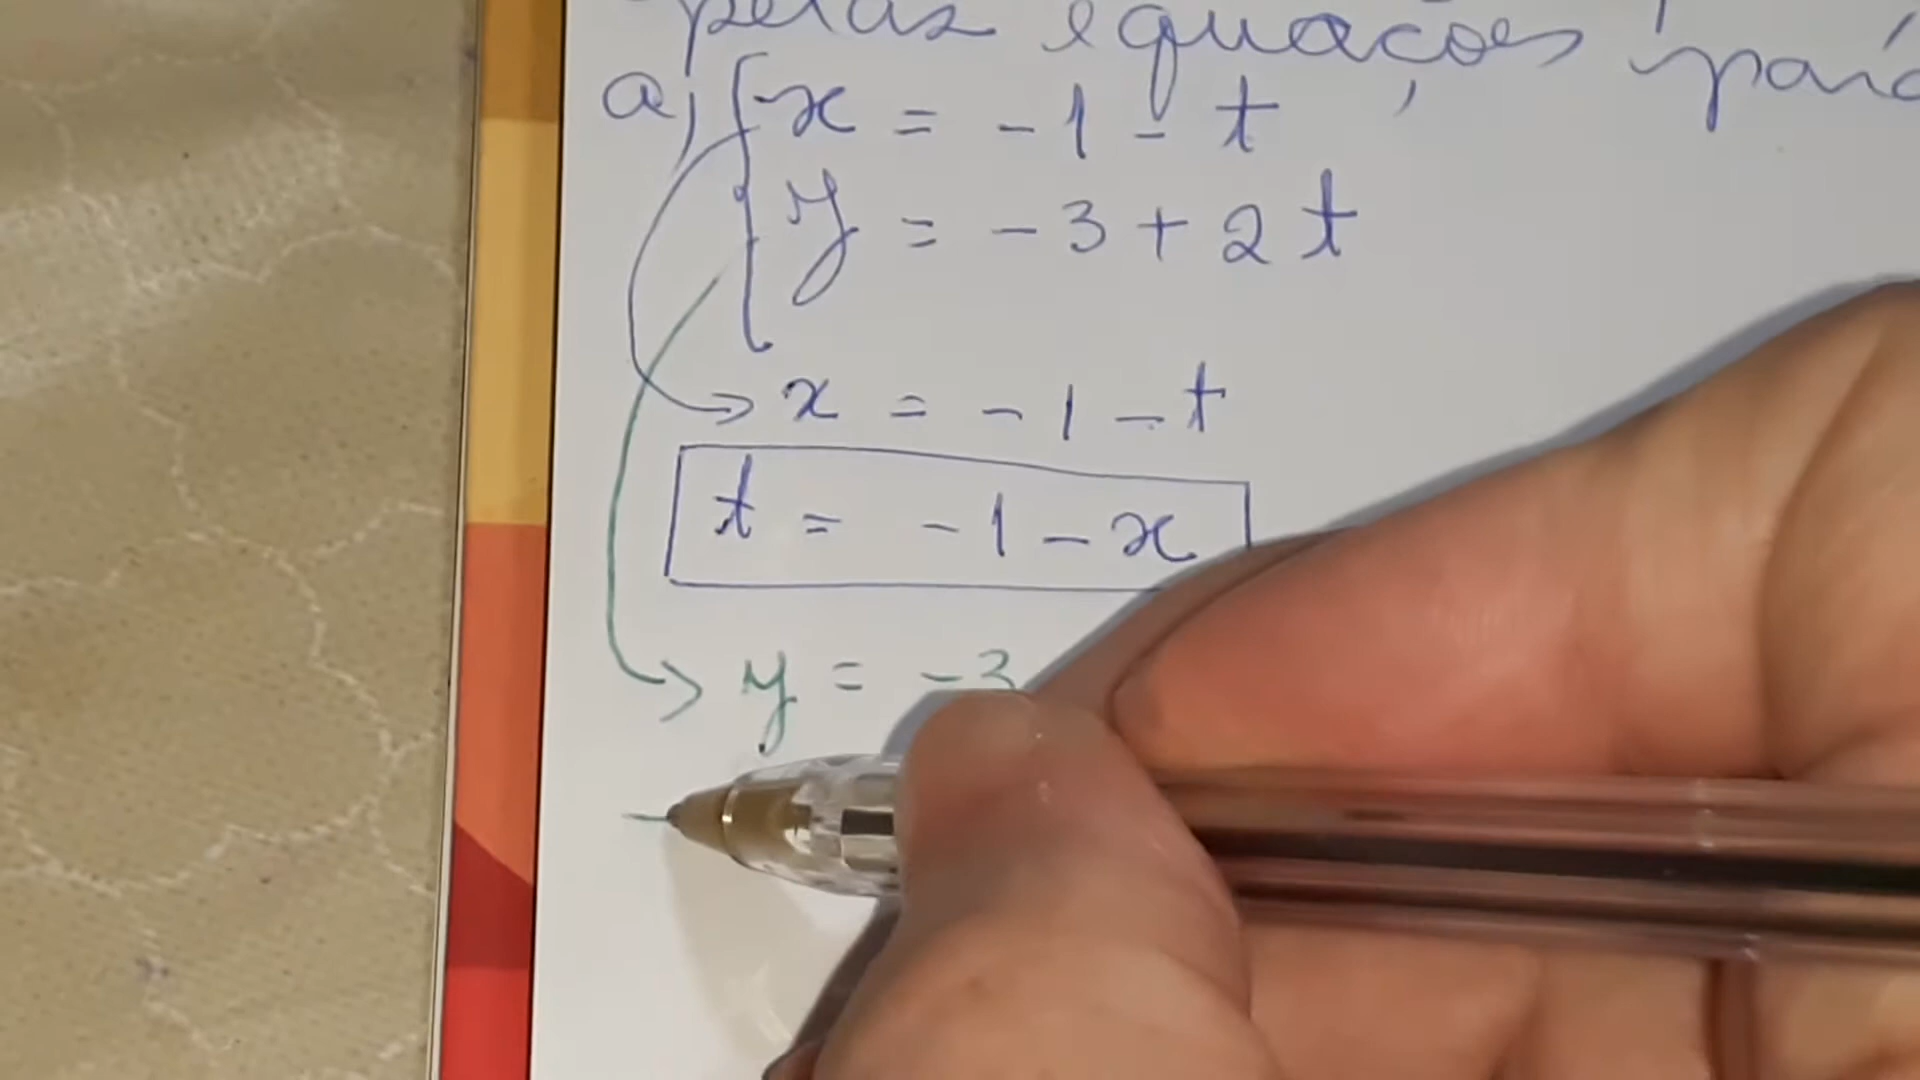 pelas equações
a) x = -1 - t
y = -3 + 2t
x = -1 - t
t = -1 - x
y = -3